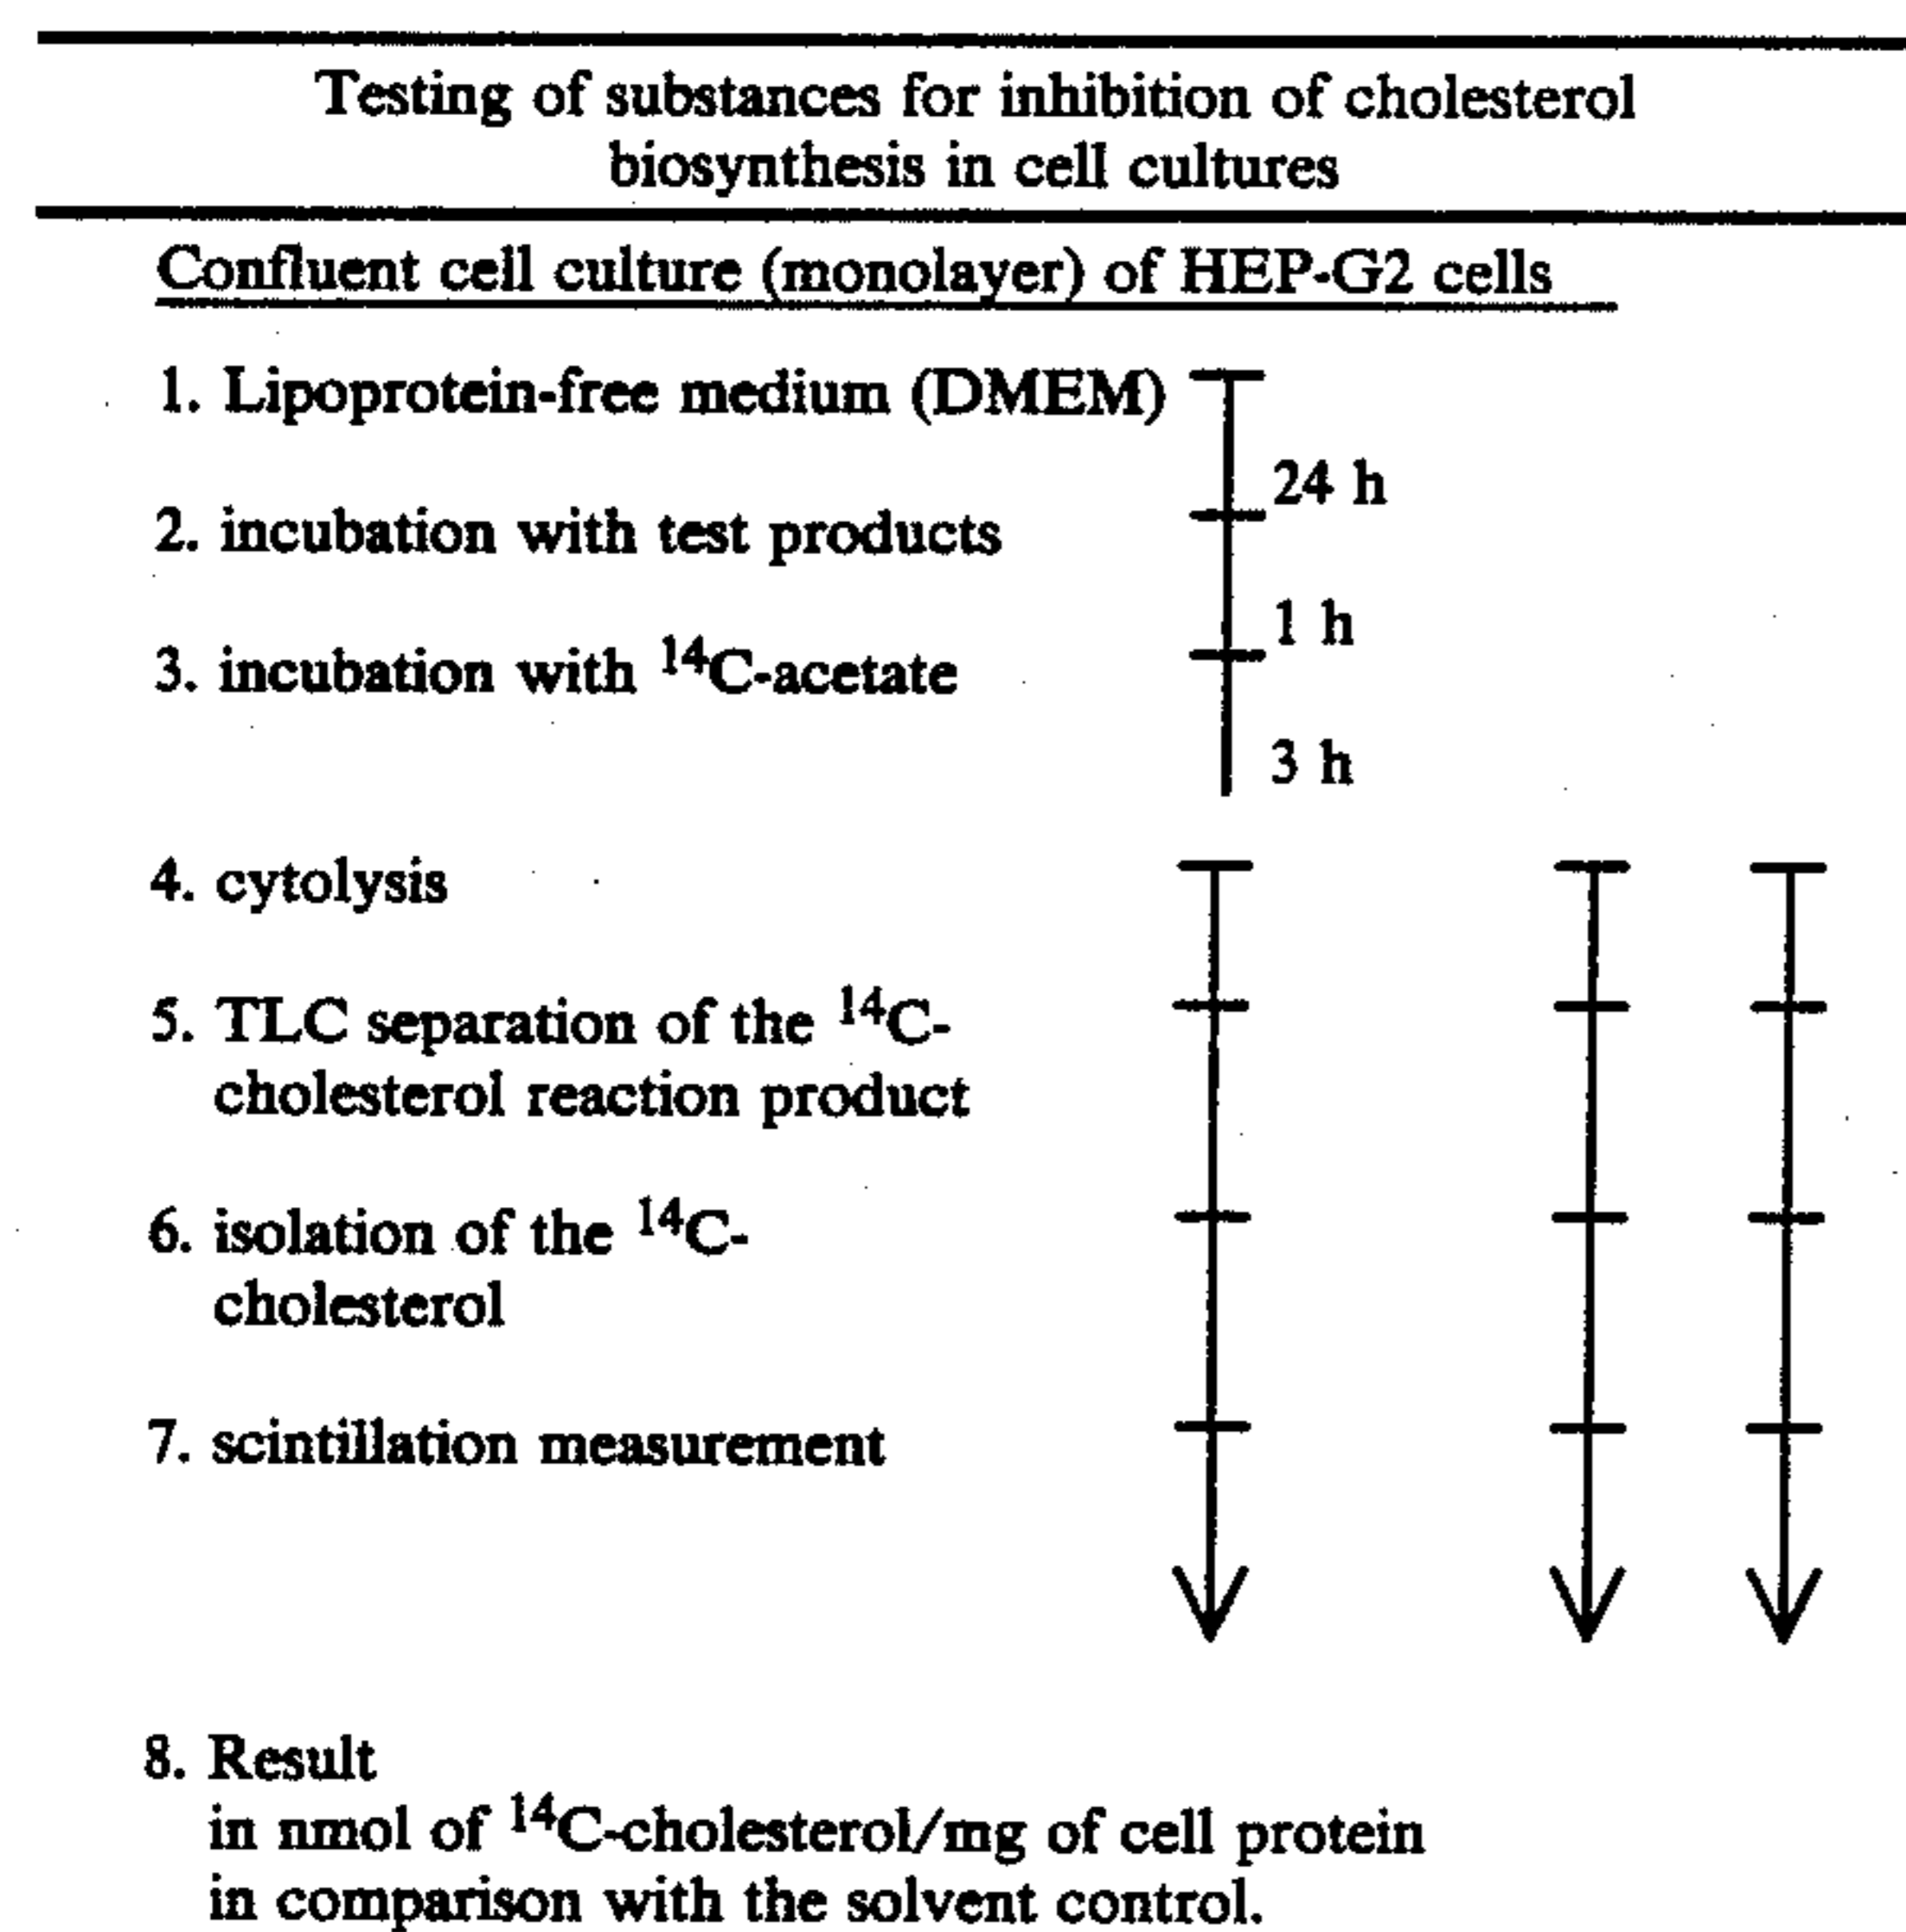 Testing of substances for inhibition of cholesterol
biosynthesis in cell cultures
Confluent cell culture (monolayer) of HEP-G2 cells
1. Lipoprotein-free medium (DMEM)
24 h
2. incubation with test products
1 h
3. incubation with ¹⁴C-acetate
3 h
4. cytolysis
5. TLC separation of the ¹⁴C-
cholesterol reaction product
6. isolation of the ¹⁴C-
cholesterol
7. scintillation measurement
8. Result
in nmol of ¹⁴C-cholesterol/mg of cell protein
in comparison with the solvent control.